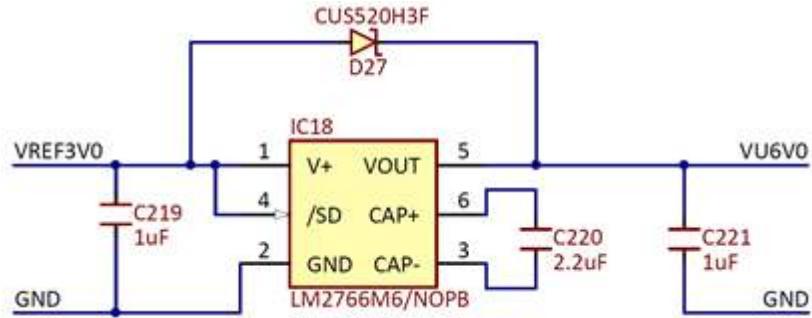 CUS520H3F
D27
IC18
VREF3V0 1 V+ VOUT 5 VU6V0
4 /SD CAP+ 6
C219 C220 C221
1uF 2.2uF 1uF
2 GND CAP- 3
GND LM2766M6/NOPB GND